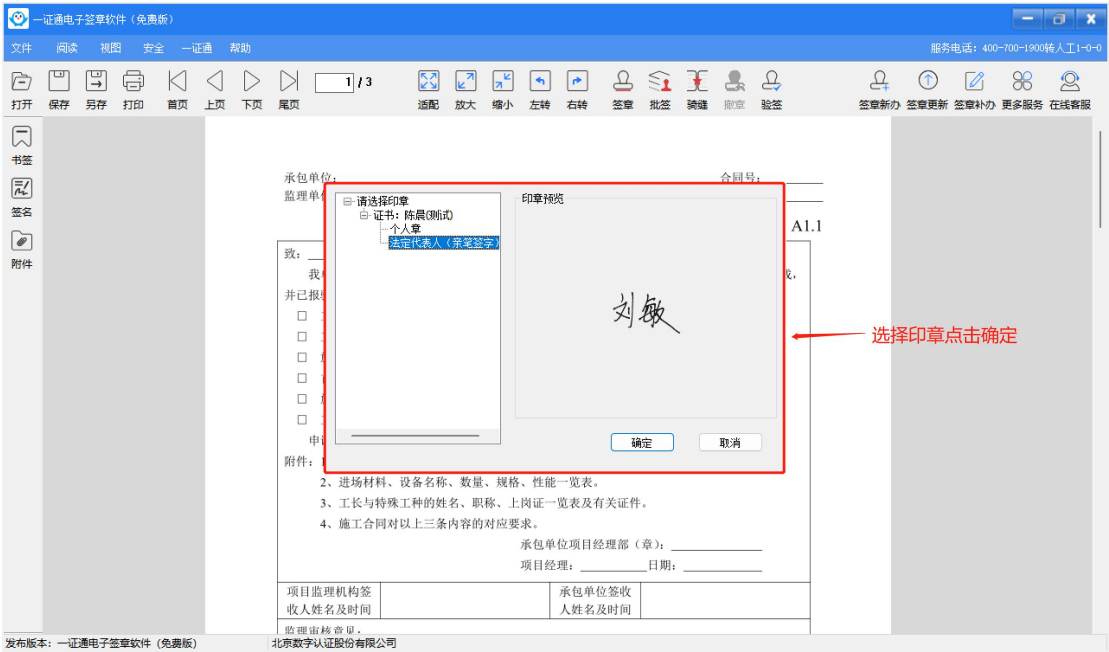 一证通电子签章软件（免费版）
文件 阅读 视图 安全 一证通 帮助 服务电话：400-700-1900转人工1-0-0
1 / 3
打开 保存 另存 打印 首页 上页 下页 尾页 适配 放大 缩小 左转 右转 签章 批签 骑缝 撤章 验签 签章新办 签章更新 签章补办 更多服务 在线客服
书签
签名
附件
承包单位： 合同号：
监理单
A1.1
请选择印章
证书：陈晨(测试)
个人章
法定代表人（亲笔签字）
印章预览
刘敏
确定 取消
选择印章点击确定
致：
我
并已报
申
附件：
2、进场材料、设备名称、数量、规格、性能一览表。
3、工长与特殊工种的姓名、职称、上岗证一览表及有关证件。
4、施工合同对以上三条内容的对应要求。
承包单位项目经理部（章）：
项目经理： 日期：
项目监理机构签收人姓名及时间 承包单位签收人姓名及时间
监理审核意见：
发布版本：一证通电子签章软件（免费版） 北京数字认证股份有限公司